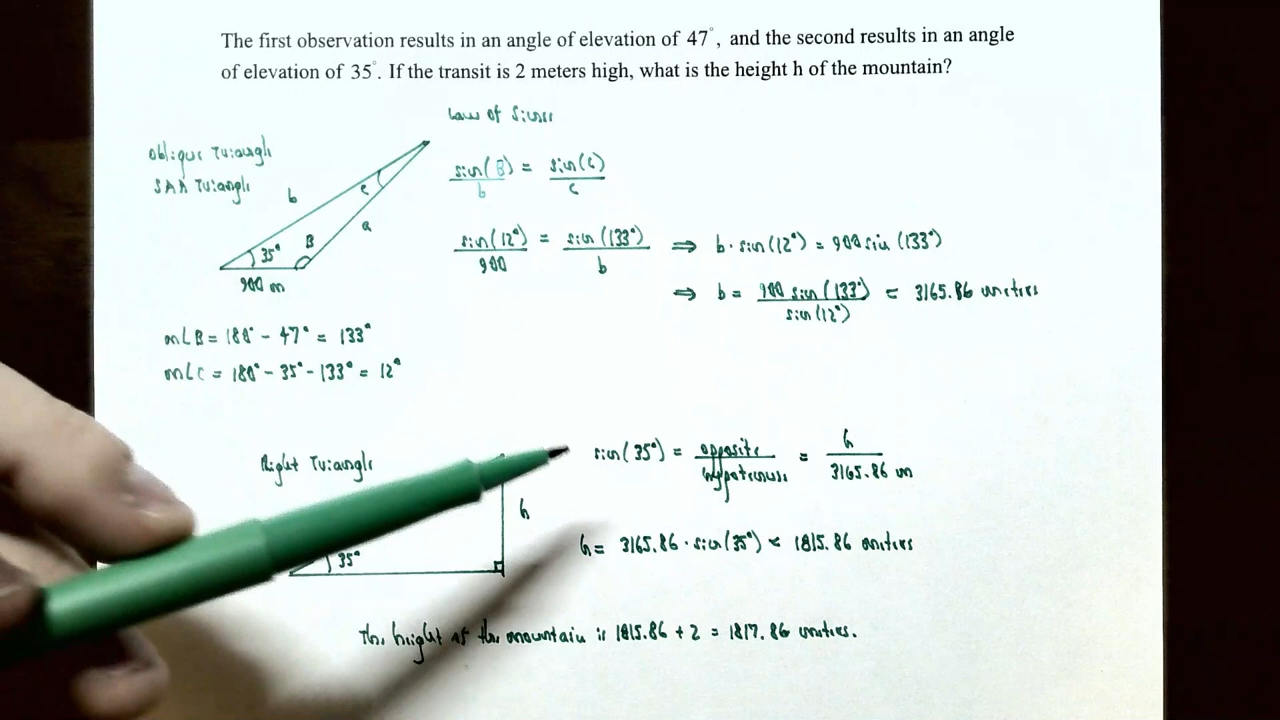 The first observation results in an angle of elevation of 47°, and the second results in an angle
of elevation of 35°. If the transit is 2 meters high, what is the height h of the mountain?
Law of Sines
Oblique Triangle
SAA Triangle
b
c
B
a
35°
900 m
sin(B)/b = sin(C)/c
sin(12°)/900 = sin(133°)/b ⇒ b · sin(12°) = 900 sin(133°)
⇒ b = 900 sin(133°)/sin(12°) ≈ 3165.86 meters
m∠B = 180° - 47° = 133°
m∠C = 180° - 35° - 133° = 12°
Right Triangle
h
35°
sin(35°) = opposite/hypotenuse = h/3165.86 m
h = 3165.86 · sin(35°) ≈ 1815.86 meters
The height of the mountain is 1815.86 + 2 = 1817.86 meters.